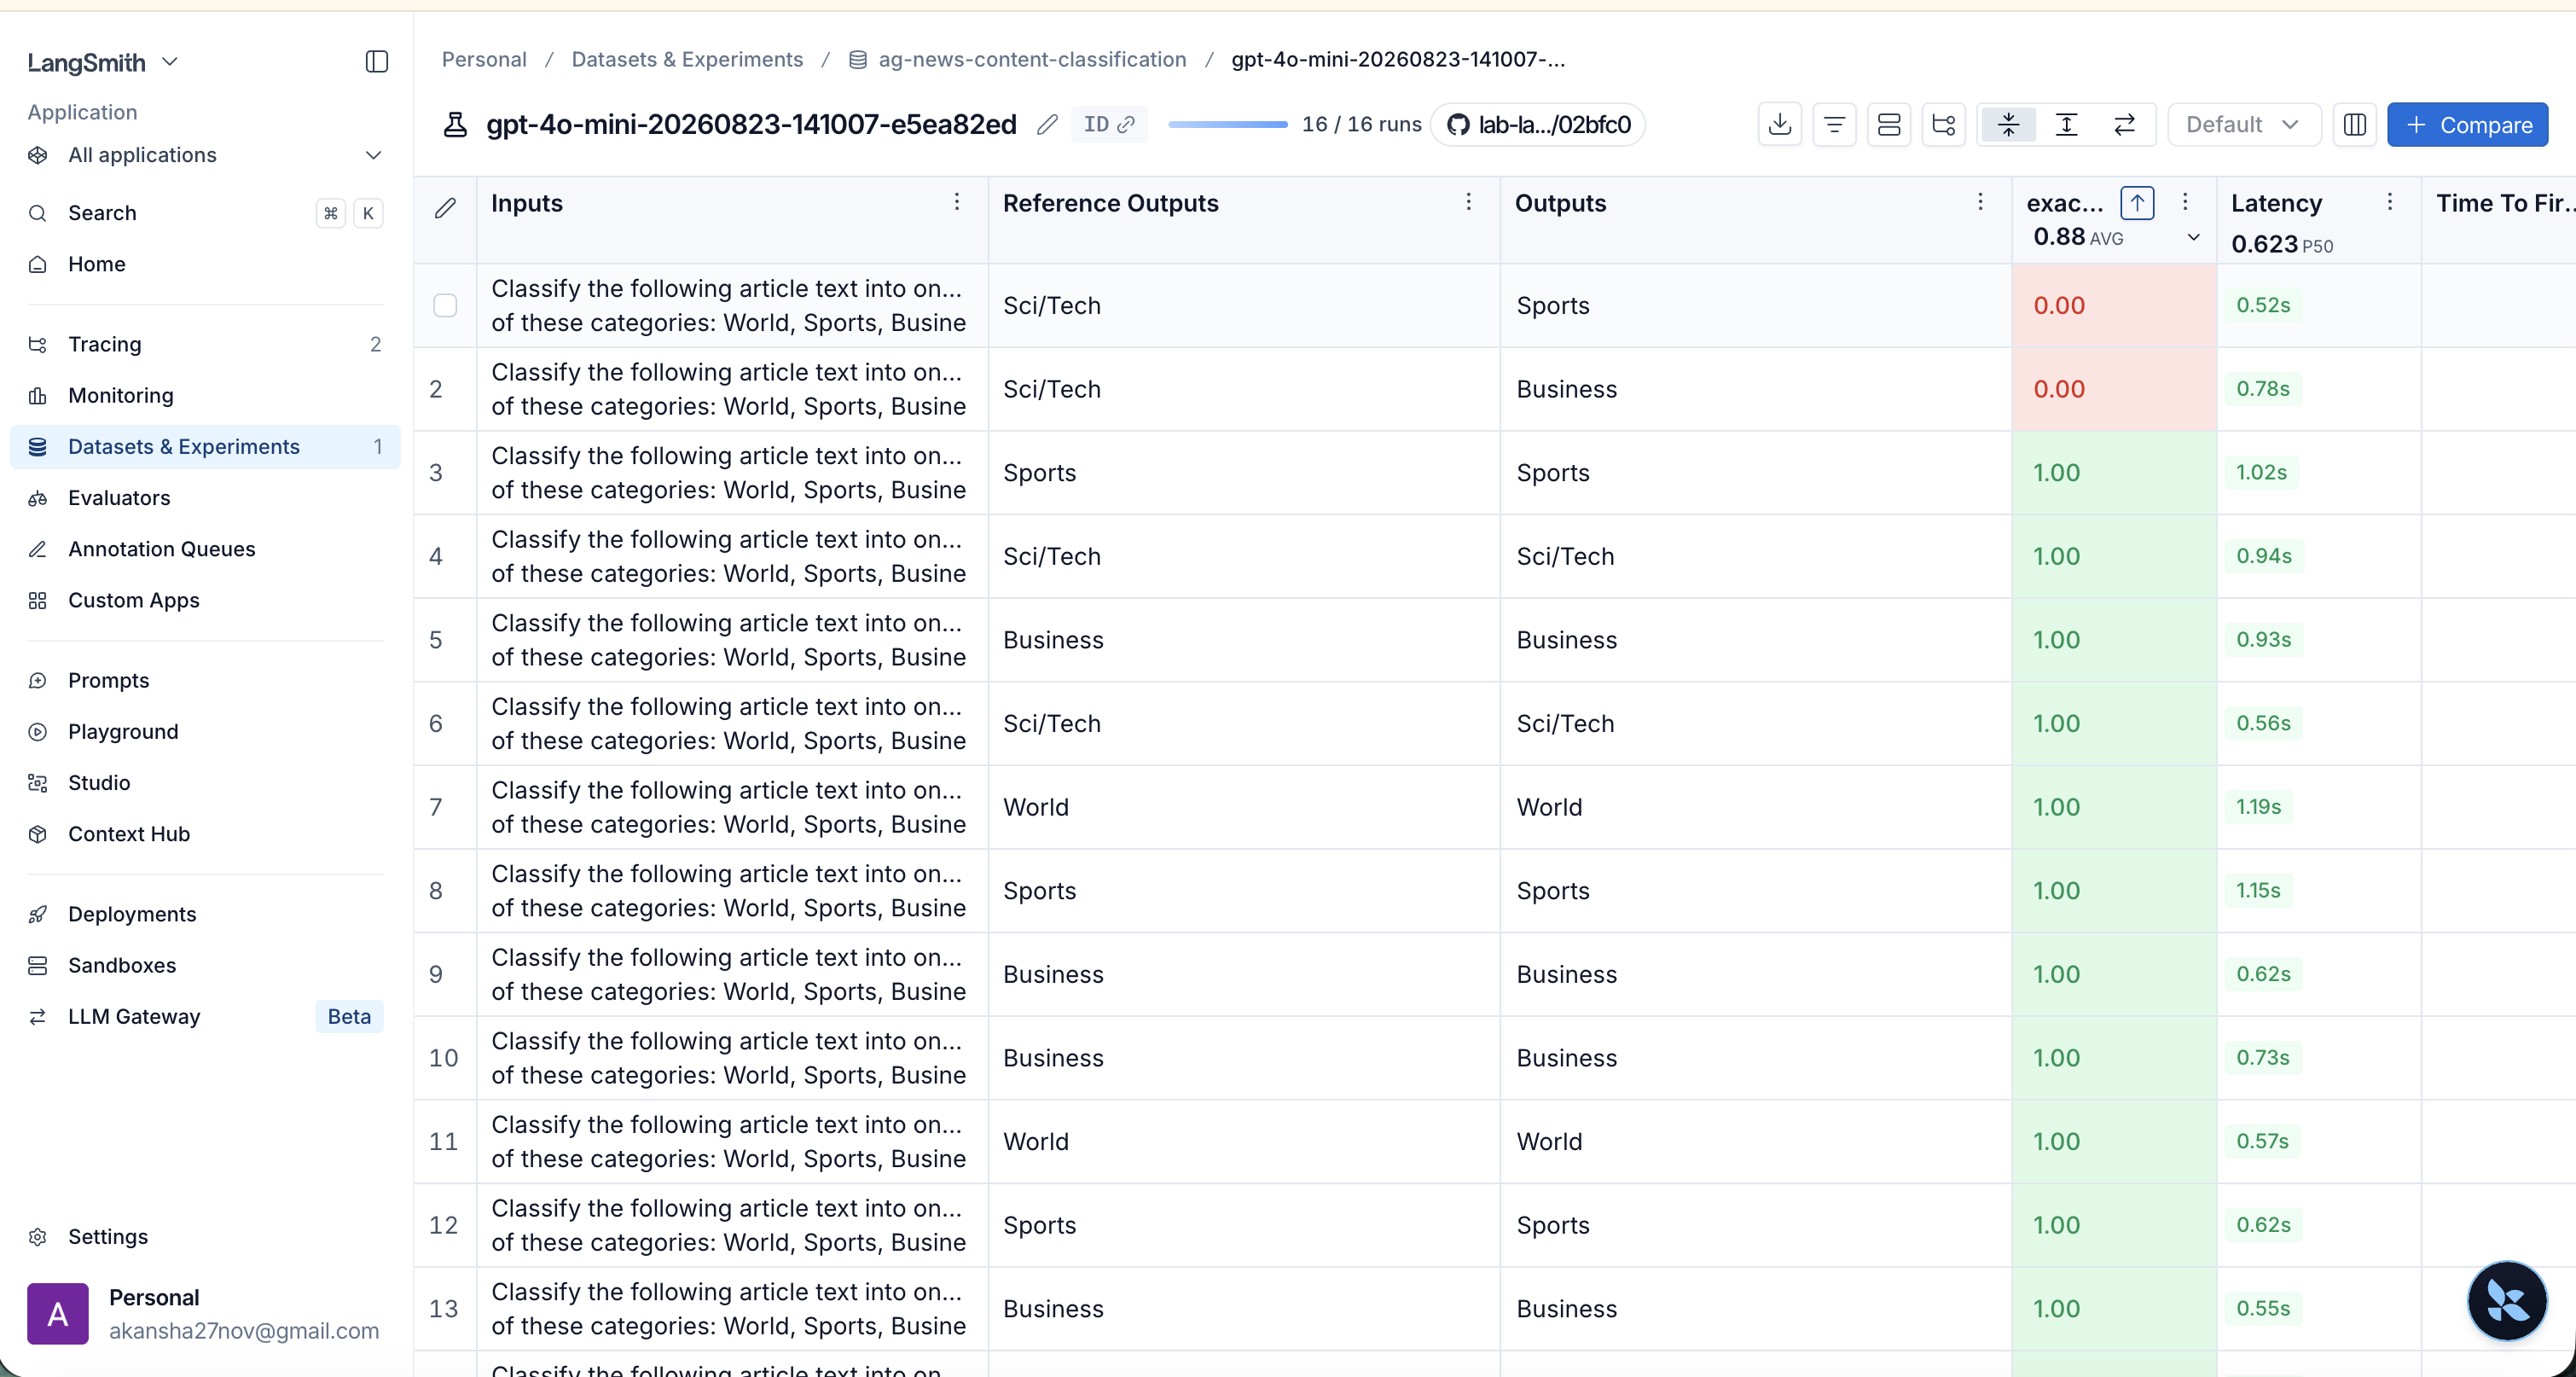 LangSmith
Application
All applications
Search
⌘ K
Home
Tracing 2
Monitoring
Datasets & Experiments 1
Evaluators
Annotation Queues
Custom Apps
Prompts
Playground
Studio
Context Hub
Deployments
Sandboxes
LLM Gateway Beta
Settings
A
Personal
akansha27nov@gmail.com
Personal / Datasets & Experiments / ag-news-content-classification / gpt-4o-mini-20260823-141007-...
gpt-4o-mini-20260823-141007-e5ea82ed ID 16 / 16 runs lab-la.../02bfc0 Default + Compare
Inputs Reference Outputs Outputs exac... Latency Time To Fir...
0.88 AVG 0.623 P50
Classify the following article text into on...
of these categories: World, Sports, Busine
Sci/Tech Sports 0.00 0.52s
2
Classify the following article text into on...
of these categories: World, Sports, Busine
Sci/Tech Business 0.00 0.78s
3
Classify the following article text into on...
of these categories: World, Sports, Busine
Sports Sports 1.00 1.02s
4
Classify the following article text into on...
of these categories: World, Sports, Busine
Sci/Tech Sci/Tech 1.00 0.94s
5
Classify the following article text into on...
of these categories: World, Sports, Busine
Business Business 1.00 0.93s
6
Classify the following article text into on...
of these categories: World, Sports, Busine
Sci/Tech Sci/Tech 1.00 0.56s
7
Classify the following article text into on...
of these categories: World, Sports, Busine
World World 1.00 1.19s
8
Classify the following article text into on...
of these categories: World, Sports, Busine
Sports Sports 1.00 1.15s
9
Classify the following article text into on...
of these categories: World, Sports, Busine
Business Business 1.00 0.62s
10
Classify the following article text into on...
of these categories: World, Sports, Busine
Business Business 1.00 0.73s
11
Classify the following article text into on...
of these categories: World, Sports, Busine
World World 1.00 0.57s
12
Classify the following article text into on...
of these categories: World, Sports, Busine
Sports Sports 1.00 0.62s
13
Classify the following article text into on...
of these categories: World, Sports, Busine
Business Business 1.00 0.55s
Classify the following article text into on...